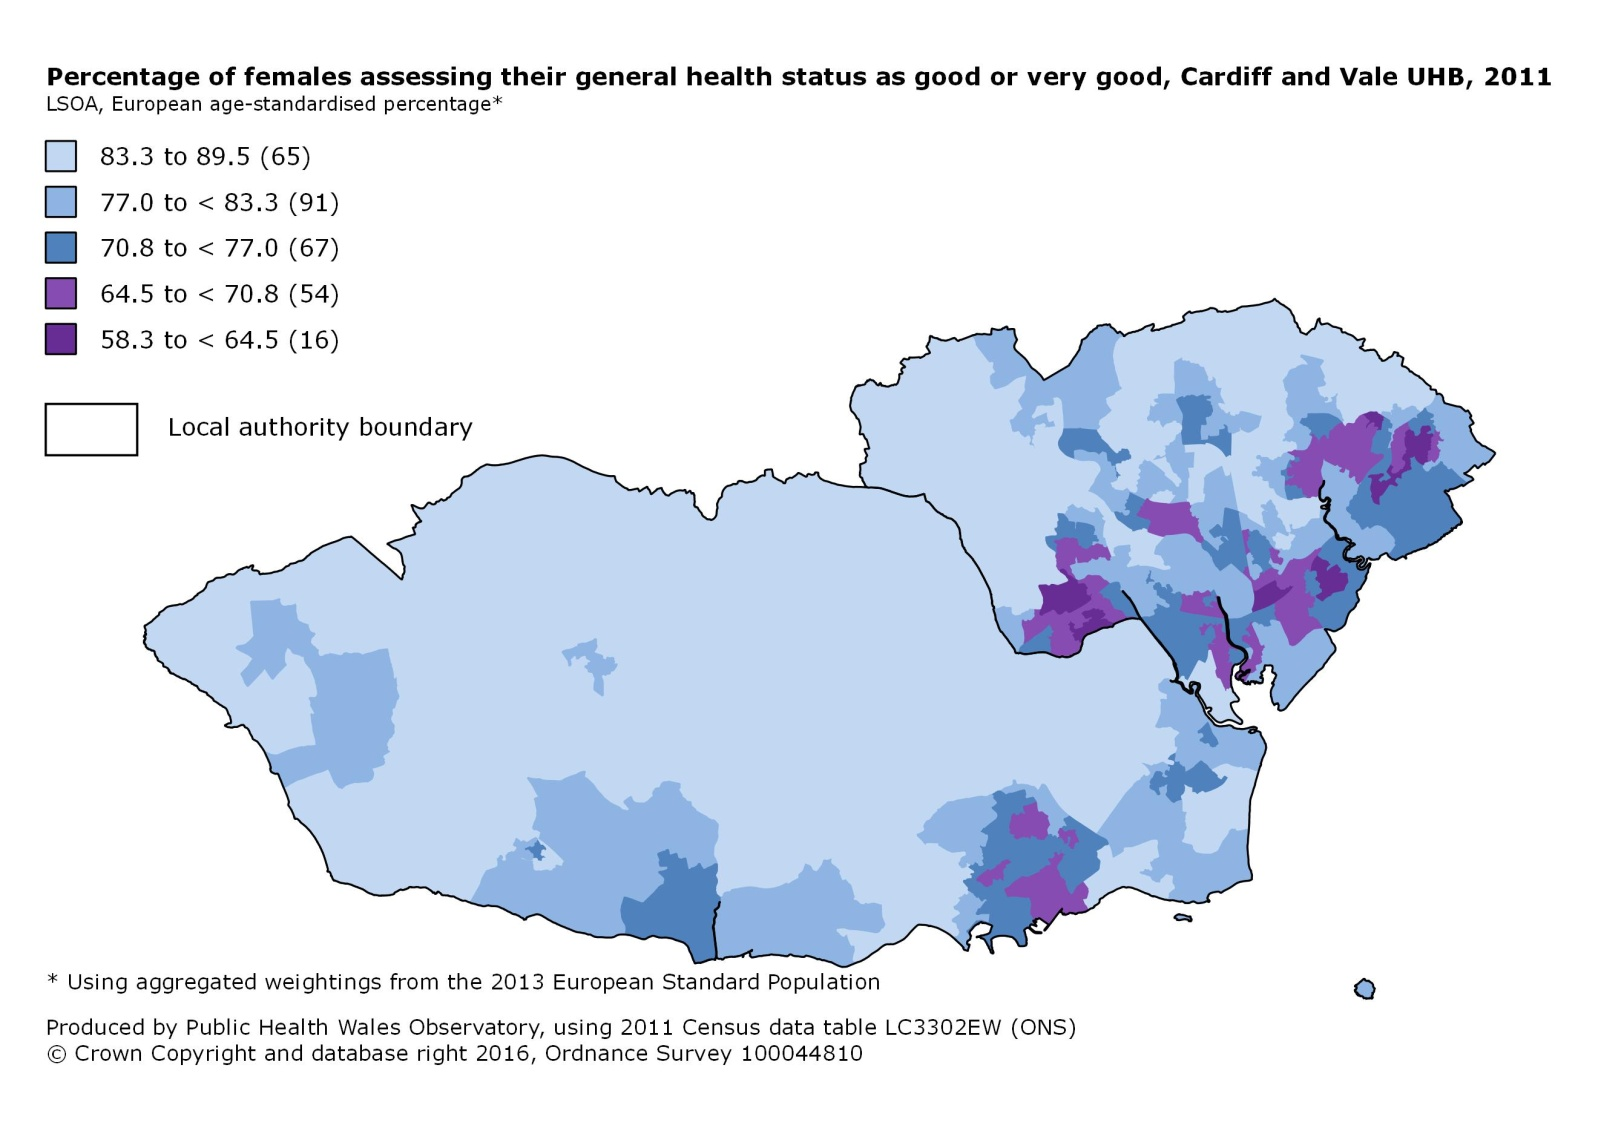 Percentage of females assessing their general health status as good or very good, Cardiff and Vale UHB, 2011
LSOA, European age-standardised percentage*
83.3 to 89.5 (65)
77.0 to < 83.3 (91)
70.8 to < 77.0 (67)
64.5 to < 70.8 (54)
58.3 to < 64.5 (16)
Local authority boundary
* Using aggregated weightings from the 2013 European Standard Population
Produced by Public Health Wales Observatory, using 2011 Census data table LC3302EW (ONS)
© Crown Copyright and database right 2016, Ordnance Survey 100044810